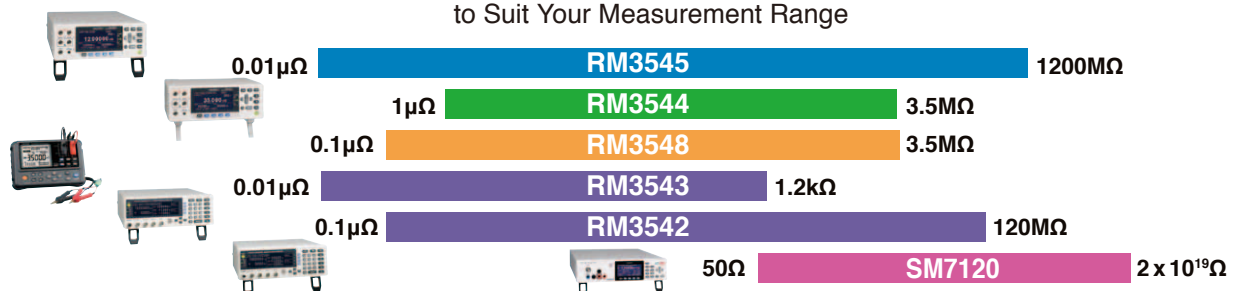 to Suit Your Measurement Range
0.01µΩ RM3545 1200MΩ
1µΩ RM3544 3.5MΩ
0.1µΩ RM3548 3.5MΩ
0.01µΩ RM3543 1.2kΩ
0.1µΩ RM3542 120MΩ
50Ω SM7120 2 x 10¹⁹Ω